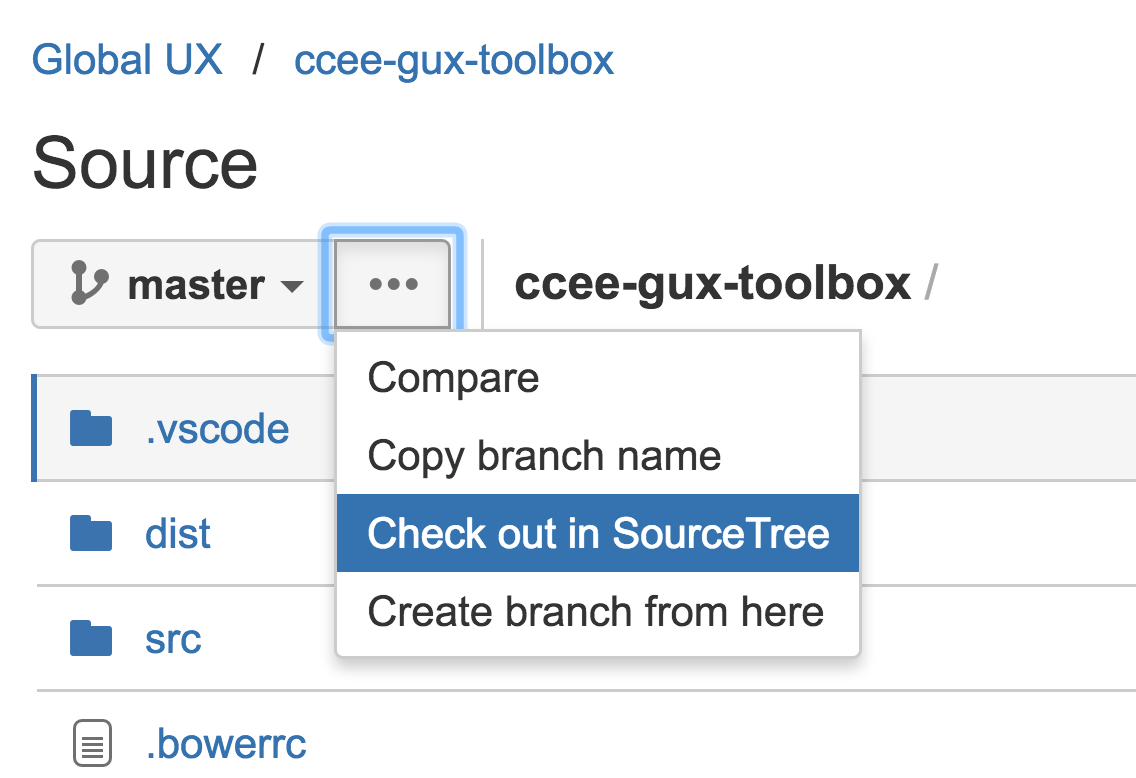 Global UX / ccee-gux-toolbox
Source
master ... ccee-gux-toolbox /
Compare
.vscode
Copy branch name
Check out in SourceTree
dist
Create branch from here
src
.bowerrc